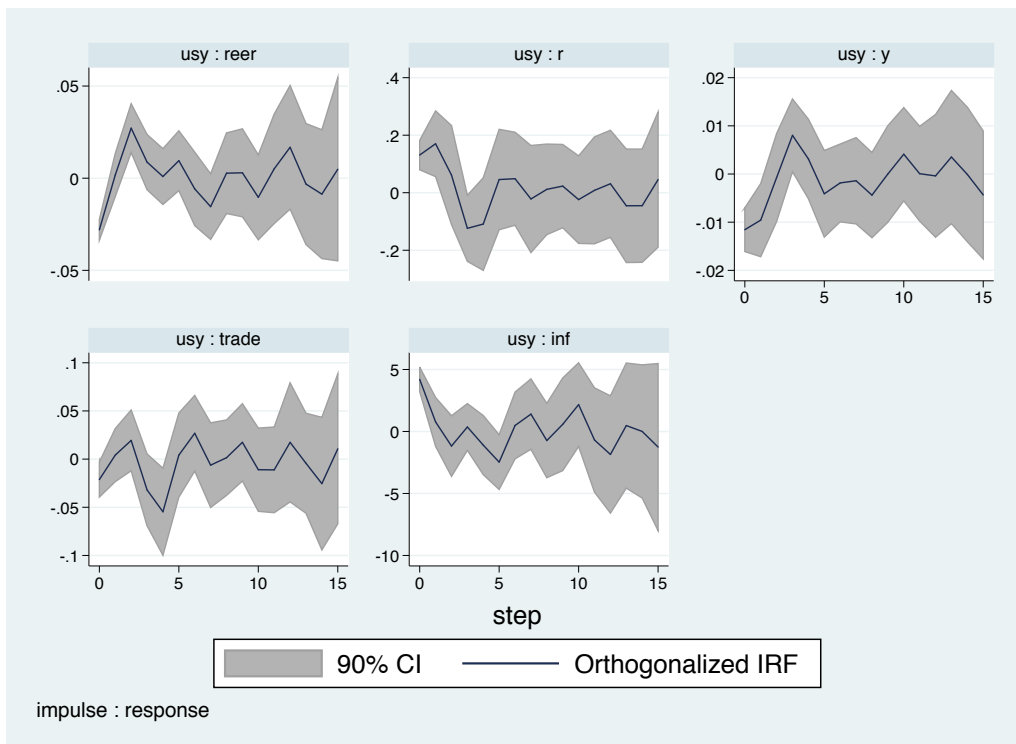 usy : reer
.05
0
-.05
usy : r
.4
.2
0
-.2
usy : y
.02
.01
0
-.01
-.02
0 5 10 15
usy : trade
.1
.05
0
-.05
-.1
0 5 10 15
usy : inf
5
0
-5
-10
0 5 10 15
step
90% CI Orthogonalized IRF
impulse : response